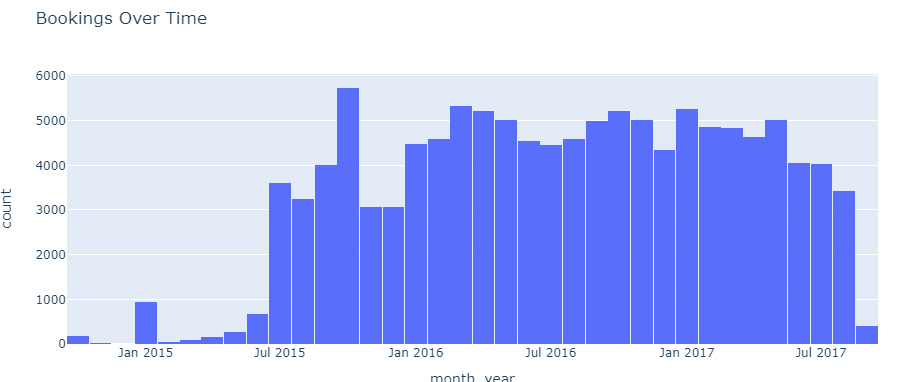 Bookings Over Time
6000
5000
4000
3000
2000
1000
0
count
Jan 2015
Jul 2015
Jan 2016
Jul 2016
Jan 2017
Jul 2017
month_year